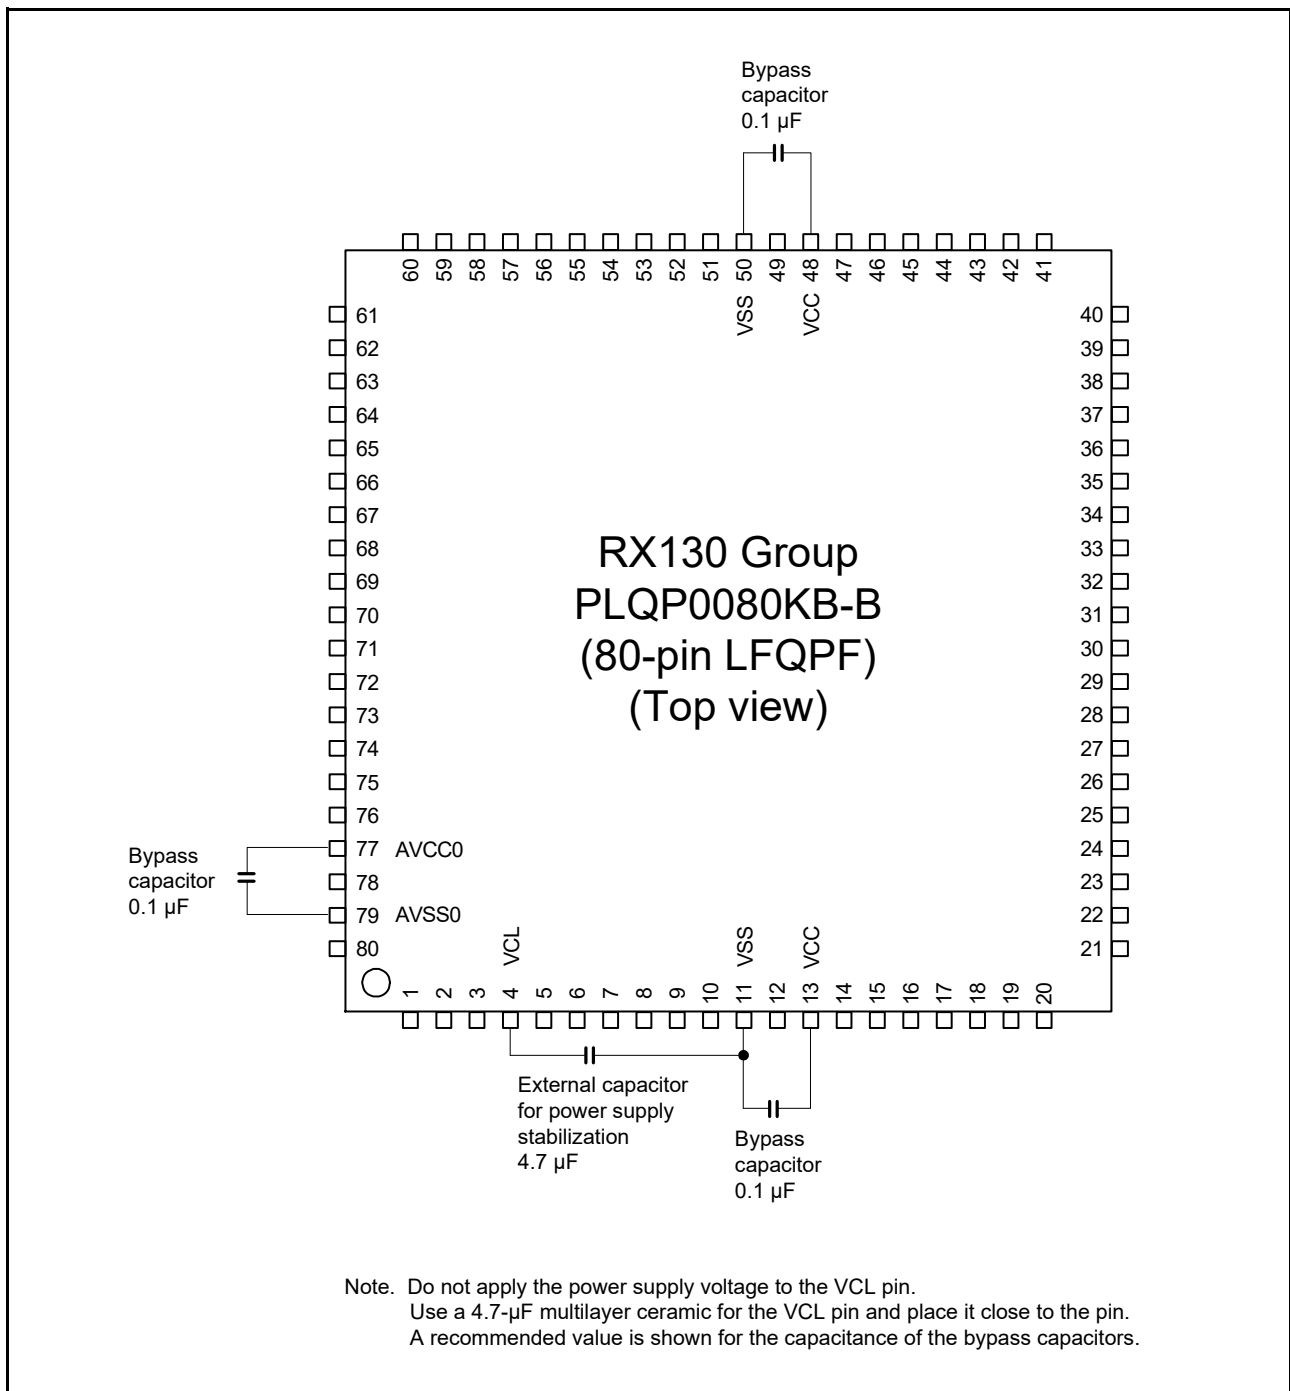 Bypass
capacitor
0.1 µF
60 59 58 57 56 55 54 53 52 51 50 49 48 47 46 45 44 43 42 41
VSS VCC
61
62
63
64
65
66
67
68
69
70
71
72
73
74
75
76
77 AVCC0
78
79 AVSS0
80
40
39
38
37
36
35
34
33
32
31
30
29
28
27
26
25
24
23
22
21
RX130 Group
PLQP0080KB-B
(80-pin LFQPF)
(Top view)
Bypass
capacitor
0.1 µF
VCL VSS VCC
1 2 3 4 5 6 7 8 9 10 11 12 13 14 15 16 17 18 19 20
External capacitor
for power supply
stabilization
4.7 µF
Bypass
capacitor
0.1 µF
Note. Do not apply the power supply voltage to the VCL pin.
Use a 4.7-µF multilayer ceramic for the VCL pin and place it close to the pin.
A recommended value is shown for the capacitance of the bypass capacitors.